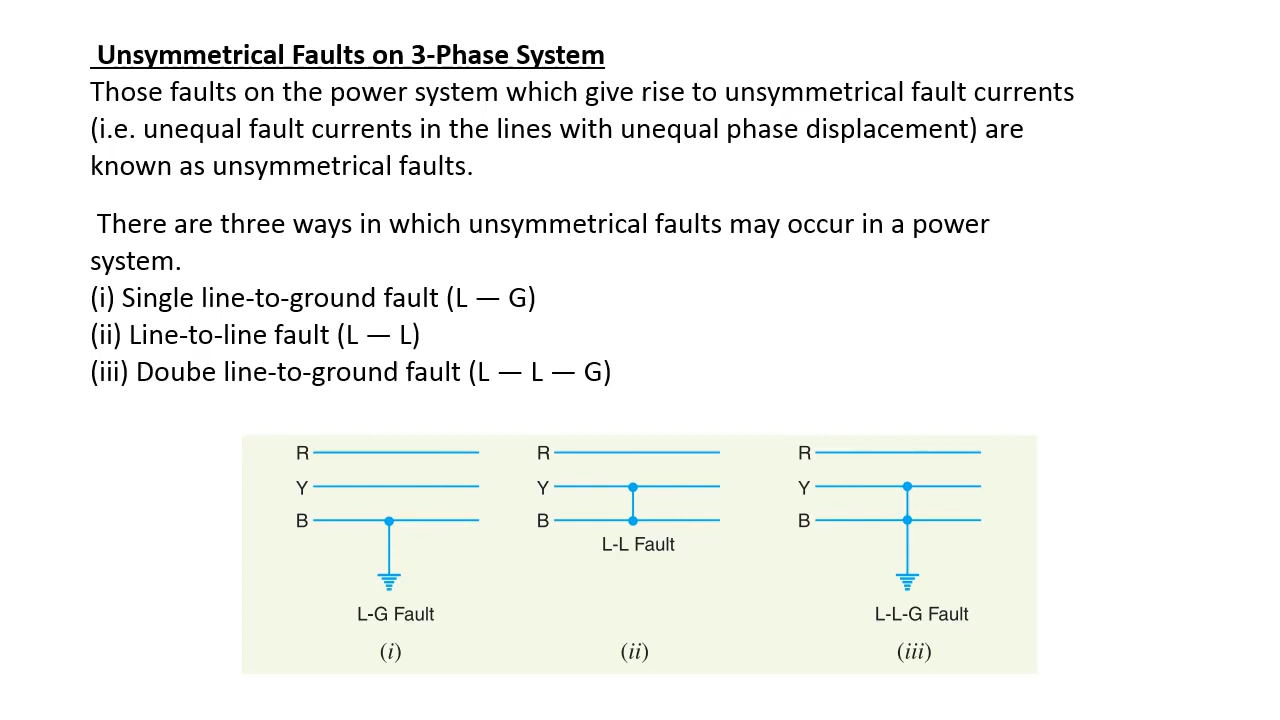 Unsymmetrical Faults on 3-Phase System
Those faults on the power system which give rise to unsymmetrical fault currents
(i.e. unequal fault currents in the lines with unequal phase displacement) are
known as unsymmetrical faults.
There are three ways in which unsymmetrical faults may occur in a power
system.
(i) Single line-to-ground fault (L — G)
(ii) Line-to-line fault (L — L)
(iii) Doube line-to-ground fault (L — L — G)
R
Y
B
L-G Fault
(i)
R
Y
B
L-L Fault
(ii)
R
Y
B
L-L-G Fault
(iii)